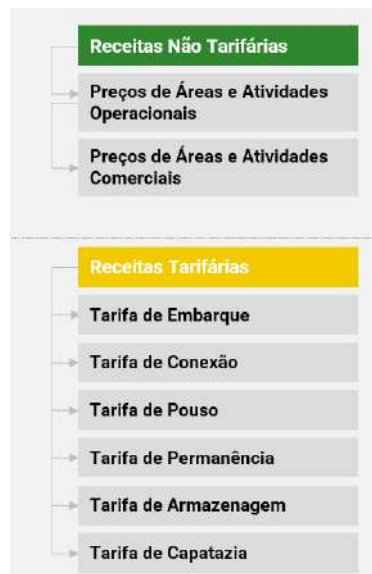 Receitas Não Tarifárias
Preços de Áreas e Atividades
Operacionais
Preços de Áreas e Atividades
Comerciais
Receitas Tarifárias
Tarifa de Embarque
Tarifa de Conexão
Tarifa de Pouso
Tarifa de Permanência
Tarifa de Armazenagem
Tarifa de Capatazia